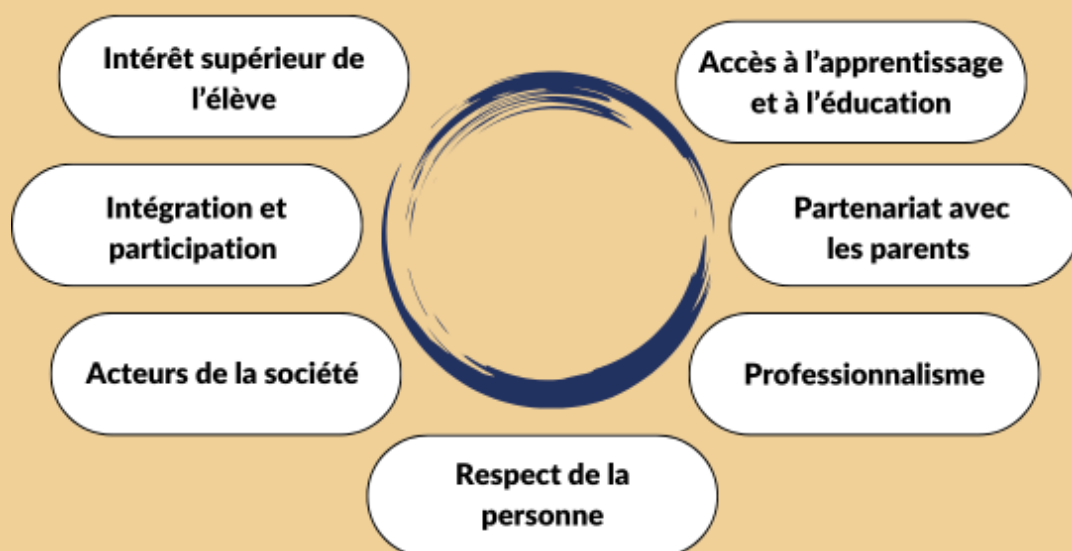 Intérêt supérieur de
l’élève
Accès à l’apprentissage
et à l’éducation
Intégration et
participation
Partenariat avec
les parents
Acteurs de la société
Professionnalisme
Respect de la
personne